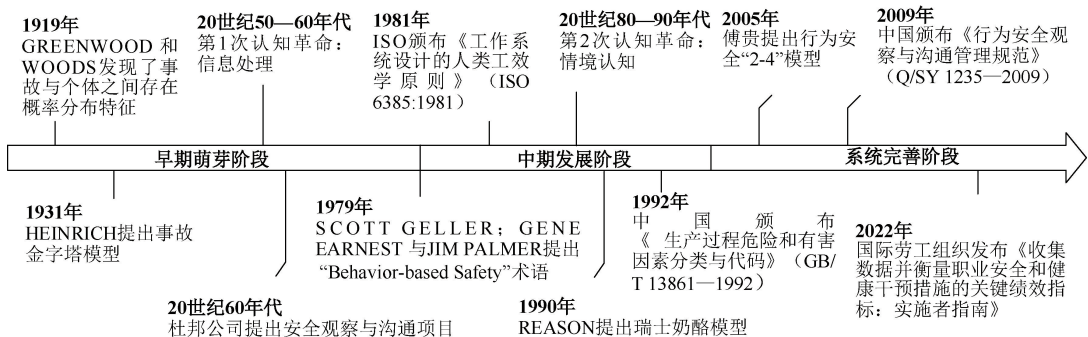 1919年
GREENWOOD 和
WOODS发现了事
故与个体之间存在
概率分布特征
20世纪50—60年代
第1次认知革命：
信息处理
1981年
ISO颁布《工作系
统设计的人类工效
学原则》（ISO
6385:1981）
20世纪80—90年代
第2次认知革命：
情境认知
2005年
傅贵提出行为安
全“2-4”模型
2009年
中国颁布《行为安全观
察与沟通管理规范》
（Q/SY 1235—2009）
早期萌芽阶段
中期发展阶段
系统完善阶段
1931年
HEINRICH提出事故
金字塔模型
20世纪60年代
杜邦公司提出安全观察与沟通项目
1979年
SCOTT GELLER；GENE
EARNEST 与JIM PALMER提出
“Behavior-based Safety”术语
1990年
REASON提出瑞士奶酪模型
1992年
中国颁布
《 生产过程危险和有害
因素分类与代码》（GB/
T 13861—1992）
2022年
国际劳工组织发布《收集
数据并衡量职业安全和健
康干预措施的关键绩效指
标：实施者指南》